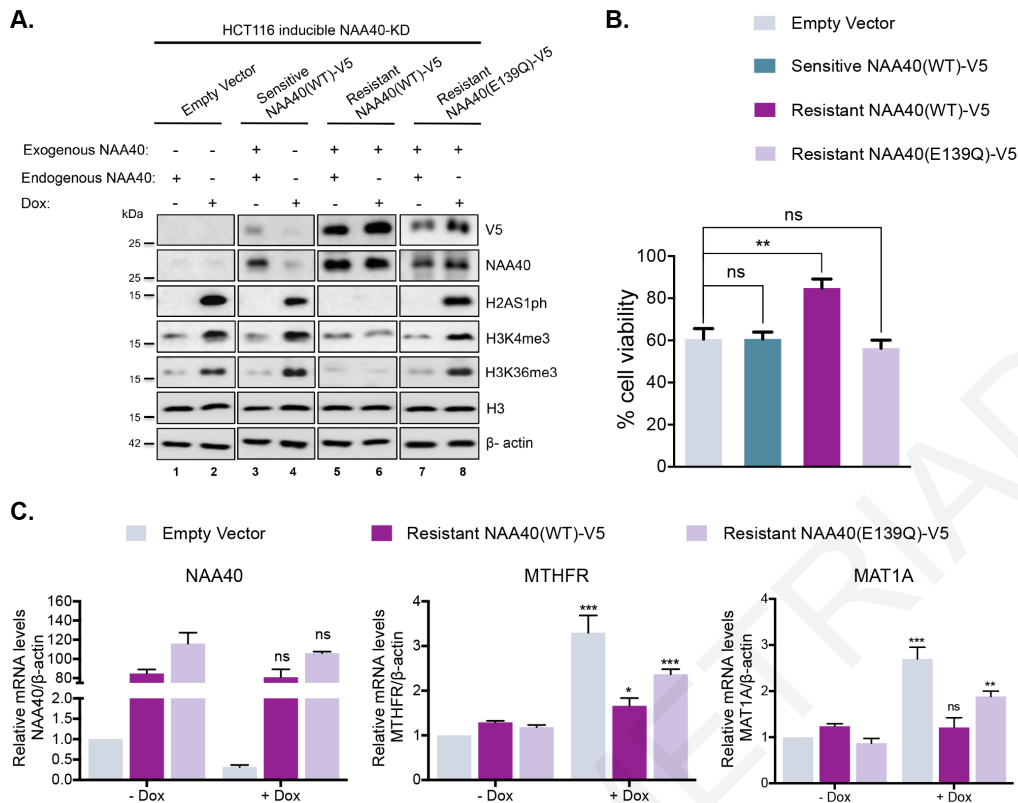 A.
HCT116 inducible NAA40-KD
Empty Vector
Sensitive
NAA40(WT)-V5
Resistant
NAA40(WT)-V5
Resistant
NAA40(E139Q)-V5
Exogenous NAA40: - - + - + + + +
Endogenous NAA40: + - + - + - + -
Dox: - + - + - + - +
kDa
V5
25
NAA40
25
15
H2AS1ph
H3K4me3
15
H3K36me3
15
H3
15
42
β- actin
1 2 3 4 5 6 7 8
B.
Empty Vector
Sensitive NAA40(WT)-V5
Resistant NAA40(WT)-V5
Resistant NAA40(E139Q)-V5
ns
**
ns
% cell viability
100
80
60
40
20
0
C.
Empty Vector
Resistant NAA40(WT)-V5
Resistant NAA40(E139Q)-V5
NAA40
Relative mRNA levels
NAA40/β-actin
160
140
120
100
80
2.0
1.5
1.0
0.5
0.0
ns
ns
- Dox
+ Dox
MTHFR
Relative mRNA levels
MTHFR/β-actin
4
3
2
1
0
***
*
***
- Dox
+ Dox
MAT1A
Relative mRNA levels
MAT1A/β-actin
4
3
2
1
0
***
ns
**
- Dox
+ Dox